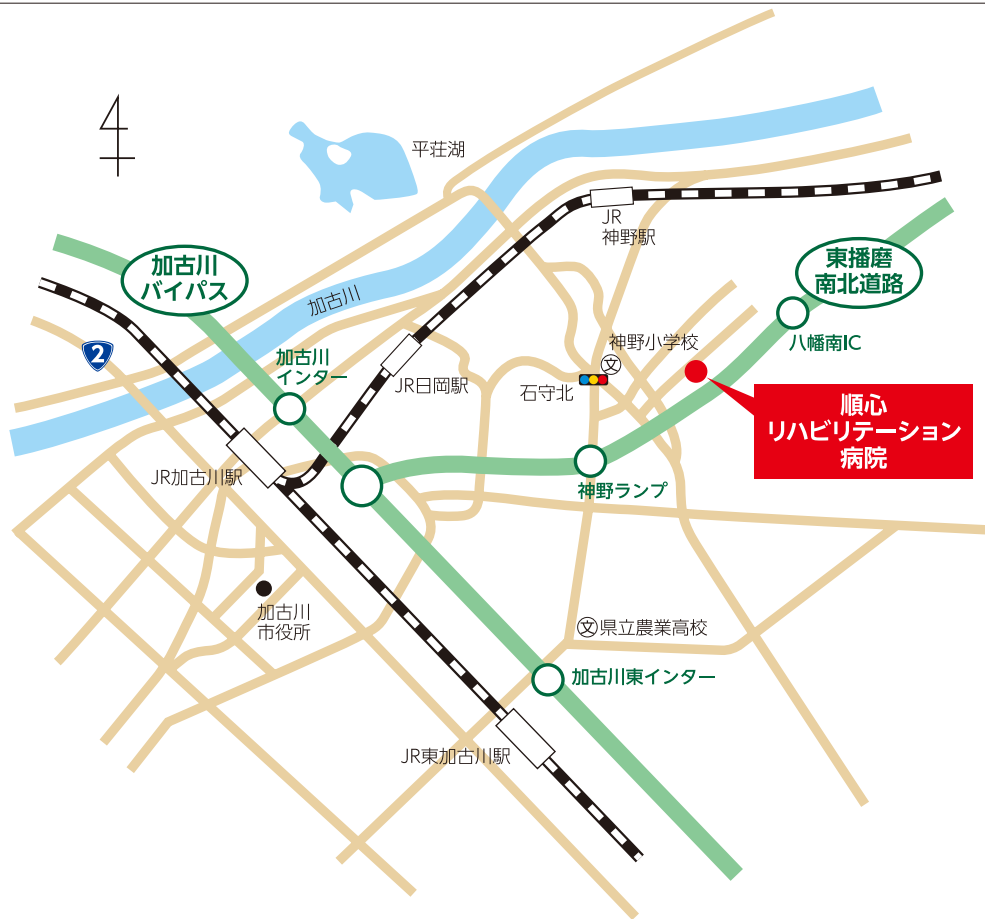 平荘湖
JR
神野駅
加古川
バイパス
東播磨
南北道路
加古川
2
加古川
インター
神野小学校
文
八幡南IC
JR日岡駅
石守北
順心
リハビリテーション
病院
JR加古川駅
神野ランプ
加古川
市役所
文県立農業高校
加古川東インター
JR東加古川駅